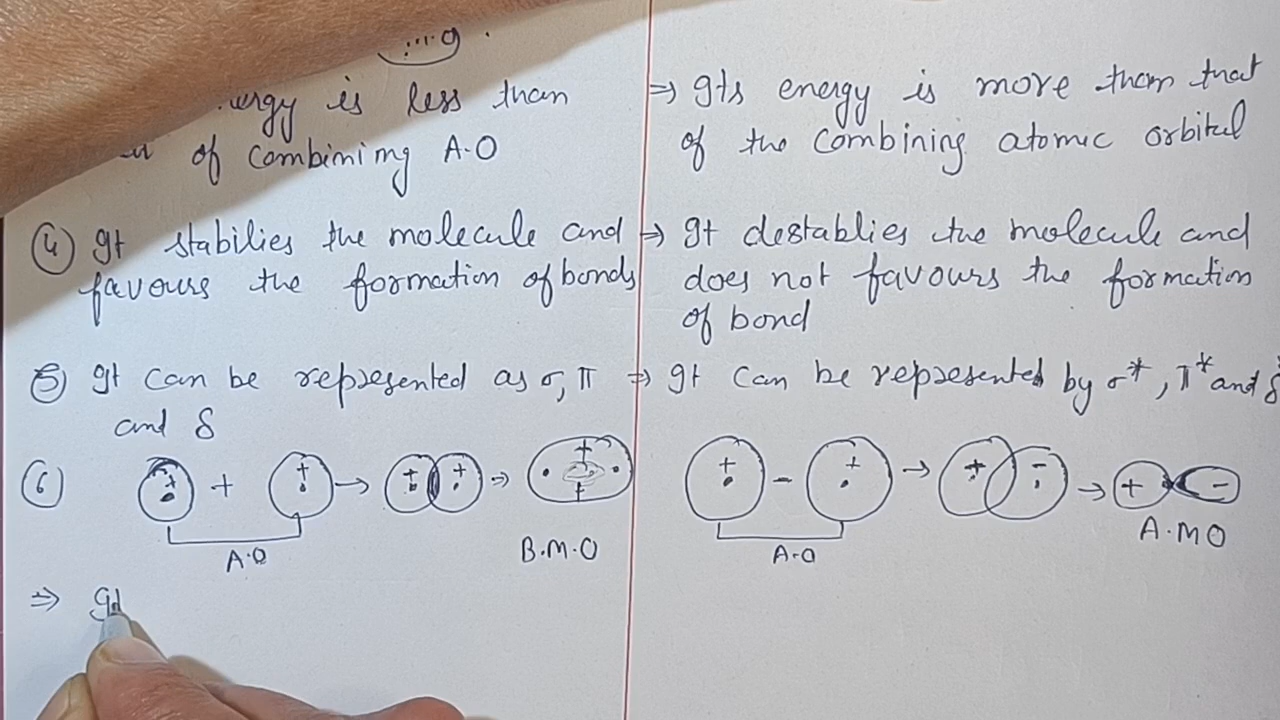 energy is less than
of combining A.O
⇒ Its energy is more than that
of the combining atomic orbital
(4) It stabilies the molecule and
favours the formation of bonds
→ It destablies the molecule and
does not favours the formation
of bond
(5) It can be represented as σ, π
and δ
⇒ It can be represented by σ*, π* and δ
(6) + + + → + + → + +
A.O B.M.O
+ - + → + - → + -
A.O A.M.O
⇒ It